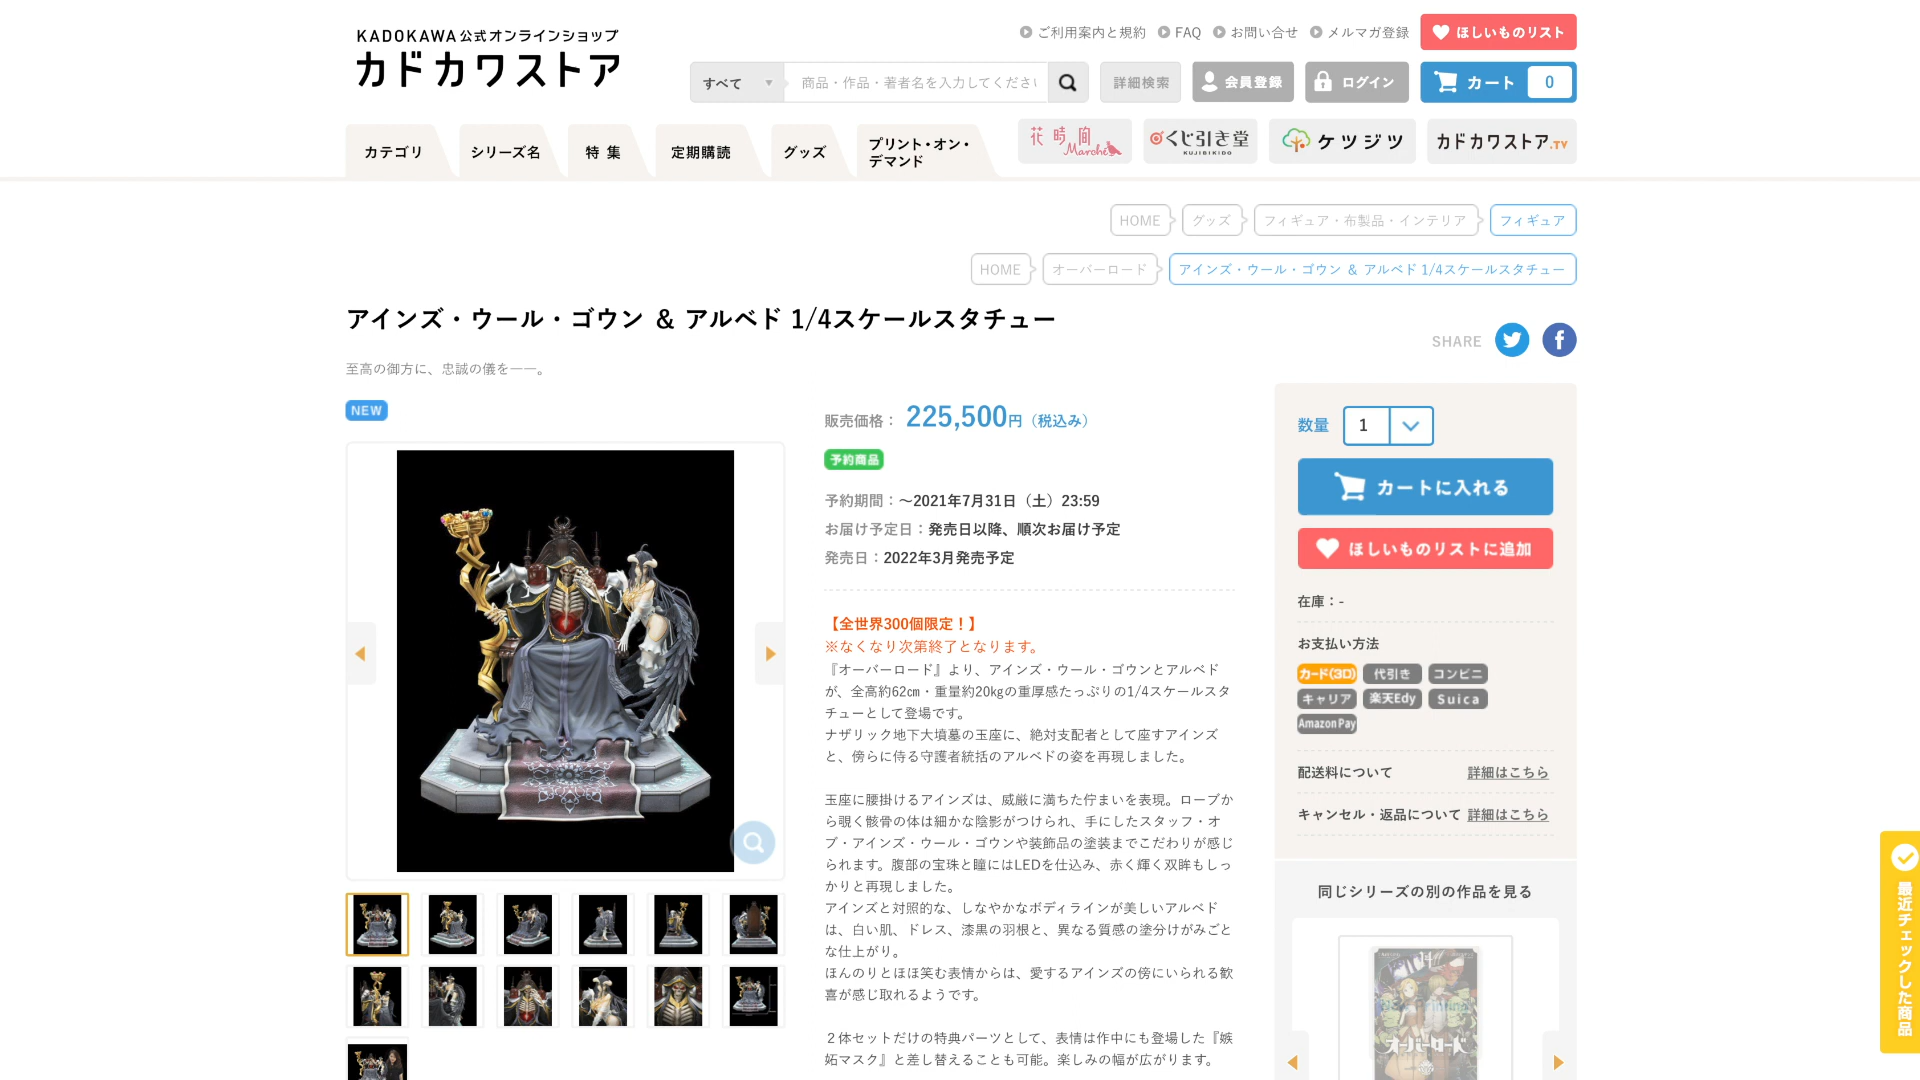 KADOKAWA公式オンラインショップ
カドカワストア
ご利用案内と規約
FAQ
お問い合せ
メルマガ登録
ほしいものリスト
すべて
商品・作品・著者名を入力してくださ
詳細検索
会員登録
ログイン
カート
0
カテゴリ
シリーズ名
特 集
定期購読
グッズ
プリント・オン・
デマンド
花時間
Marché
くじ引き堂
KUJIBIKIDO
ケツジツ
カドカワストア.TV
HOME
グッズ
フィギュア・布製品・インテリア
フィギュア
HOME
オーバーロード
アインズ・ウール・ゴウン ＆ アルベド 1/4スケールスタチュー
アインズ・ウール・ゴウン ＆ アルベド 1/4スケールスタチュー
SHARE
至高の御方に、忠誠の儀を――。
NEW
販売価格： 225,500円（税込み）
予約商品
予約期間：～2021年7月31日（土）23:59
お届け予定日：発売日以降、順次お届け予定
発売日：2022年3月発売予定
【全世界300個限定！】
※なくなり次第終了となります。
『オーバーロード』より、アインズ・ウール・ゴウンとアルベド
が、全高約62㎝・重量約20㎏の重厚感たっぷりの1/4スケールスタ
チューとして登場です。
ナザリック地下大墳墓の玉座に、絶対支配者として座すアインズ
と、傍らに侍る守護者統括のアルベドの姿を再現しました。
玉座に腰掛けるアインズは、威厳に満ちた佇まいを表現。ローブか
ら覗く骸骨の体は細かな陰影がつけられ、手にしたスタッフ・オ
ブ・アインズ・ウール・ゴウンや装飾品の塗装までこだわりが感じ
られます。腹部の宝珠と瞳にはLEDを仕込み、赤く輝く双眸もしっ
かりと再現しました。
アインズと対照的な、しなやかなボディラインが美しいアルベド
は、白い肌、ドレス、漆黒の羽根と、異なる質感の塗分けがみごと
な仕上がり。
ほんのりとほほ笑む表情からは、愛するアインズの傍にいられる歓
喜が感じ取れるようです。
２体セットだけの特典パーツとして、表情は作中にも登場した『嫉
妬マスク』と差し替えることも可能。楽しみの幅が広がります。
数量
1
カートに入れる
ほしいものリストに追加
在庫：-
お支払い方法
カード(3D)
代引き
コンビニ
キャリア
楽天Edy
Suica
Amazon Pay
配送料について
詳細はこちら
キャンセル・返品について
詳細はこちら
同じシリーズの別の作品を見る
14
オーバーロード
最近チェックした商品